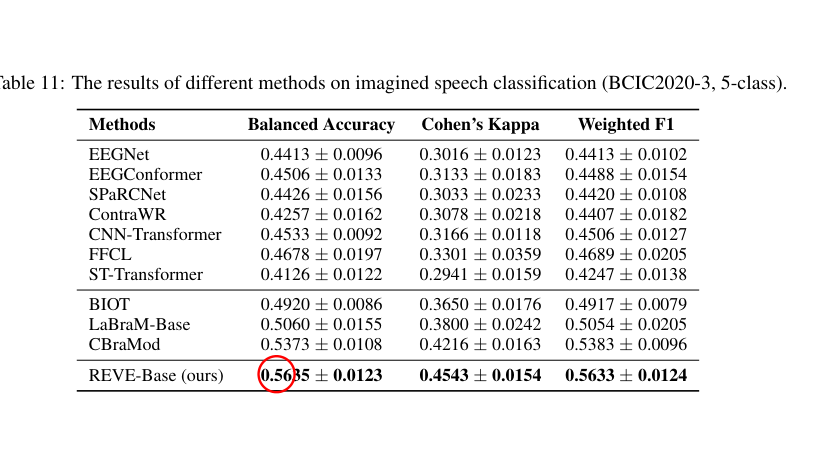 able 11: The results of different methods on imagined speech classification (BCIC2020-3, 5-class).
Methods Balanced Accuracy Cohen's Kappa Weighted F1
EEGNet 0.4413 ± 0.0096 0.3016 ± 0.0123 0.4413 ± 0.0102
EEGConformer 0.4506 ± 0.0133 0.3133 ± 0.0183 0.4488 ± 0.0154
SPaRCNet 0.4426 ± 0.0156 0.3033 ± 0.0233 0.4420 ± 0.0108
ContraWR 0.4257 ± 0.0162 0.3078 ± 0.0218 0.4407 ± 0.0182
CNN-Transformer 0.4533 ± 0.0092 0.3166 ± 0.0118 0.4506 ± 0.0127
FFCL 0.4678 ± 0.0197 0.3301 ± 0.0359 0.4689 ± 0.0205
ST-Transformer 0.4126 ± 0.0122 0.2941 ± 0.0159 0.4247 ± 0.0138
BIOT 0.4920 ± 0.0086 0.3650 ± 0.0176 0.4917 ± 0.0079
LaBraM-Base 0.5060 ± 0.0155 0.3800 ± 0.0242 0.5054 ± 0.0205
CBraMod 0.5373 ± 0.0108 0.4216 ± 0.0163 0.5383 ± 0.0096
REVE-Base (ours) 0.5635 ± 0.0123 0.4543 ± 0.0154 0.5633 ± 0.0124